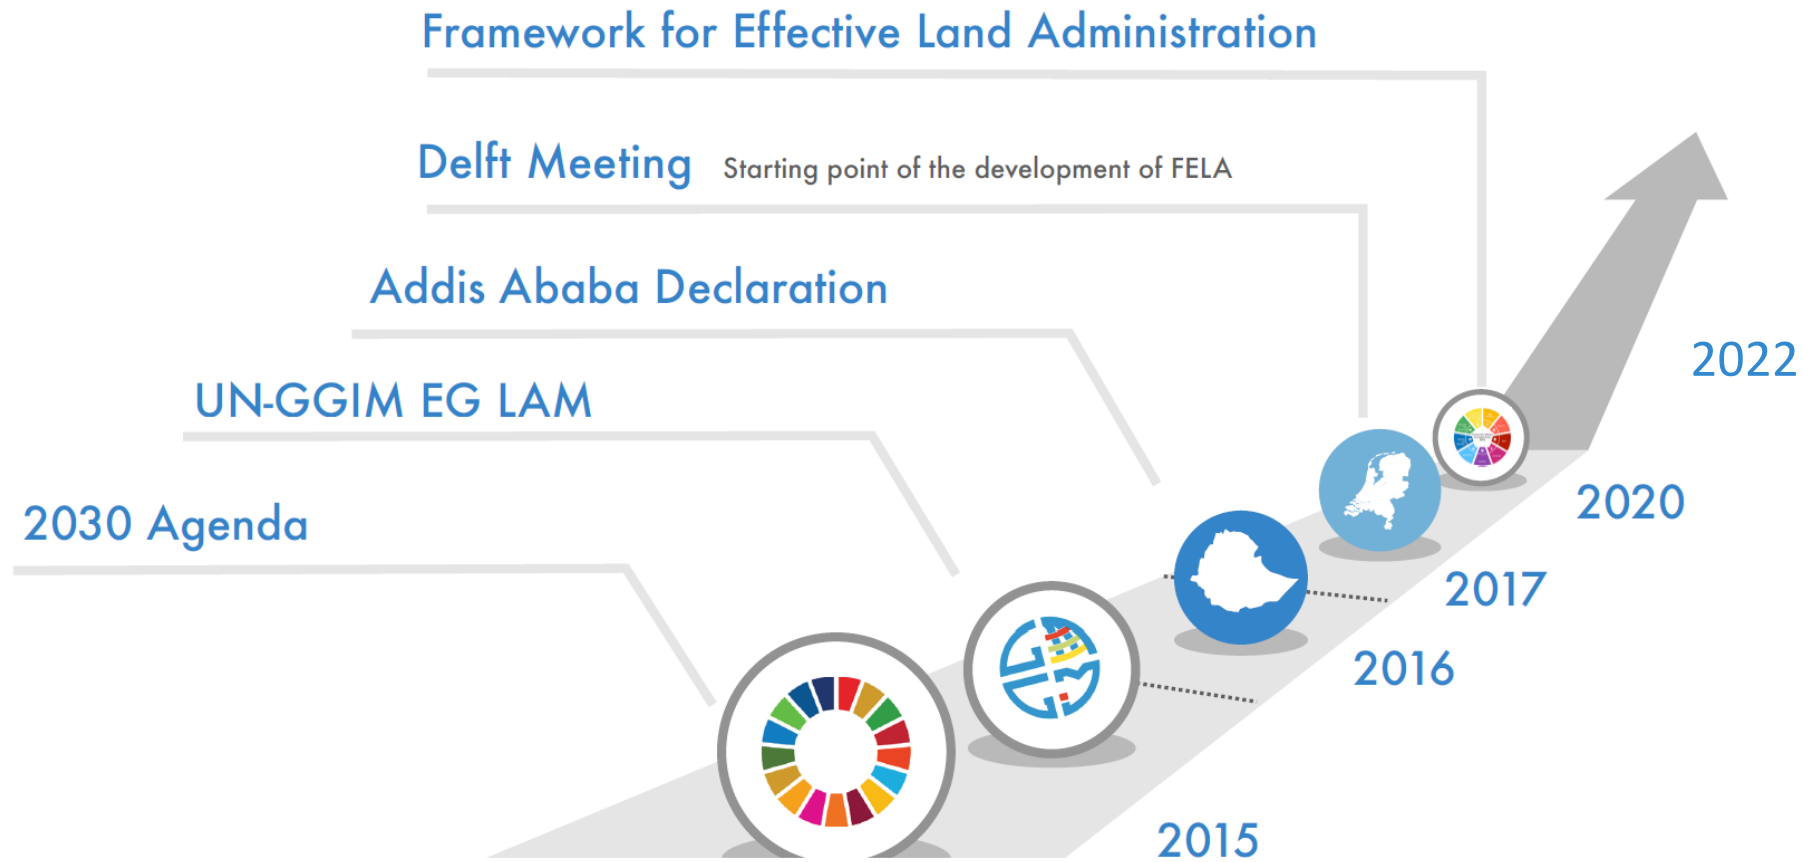 Framework for Effective Land Administration
Delft Meeting Starting point of the development of FELA
Addis Ababa Declaration
UN-GGIM EG LAM
2030 Agenda
2022
2020
2017
2016
2015